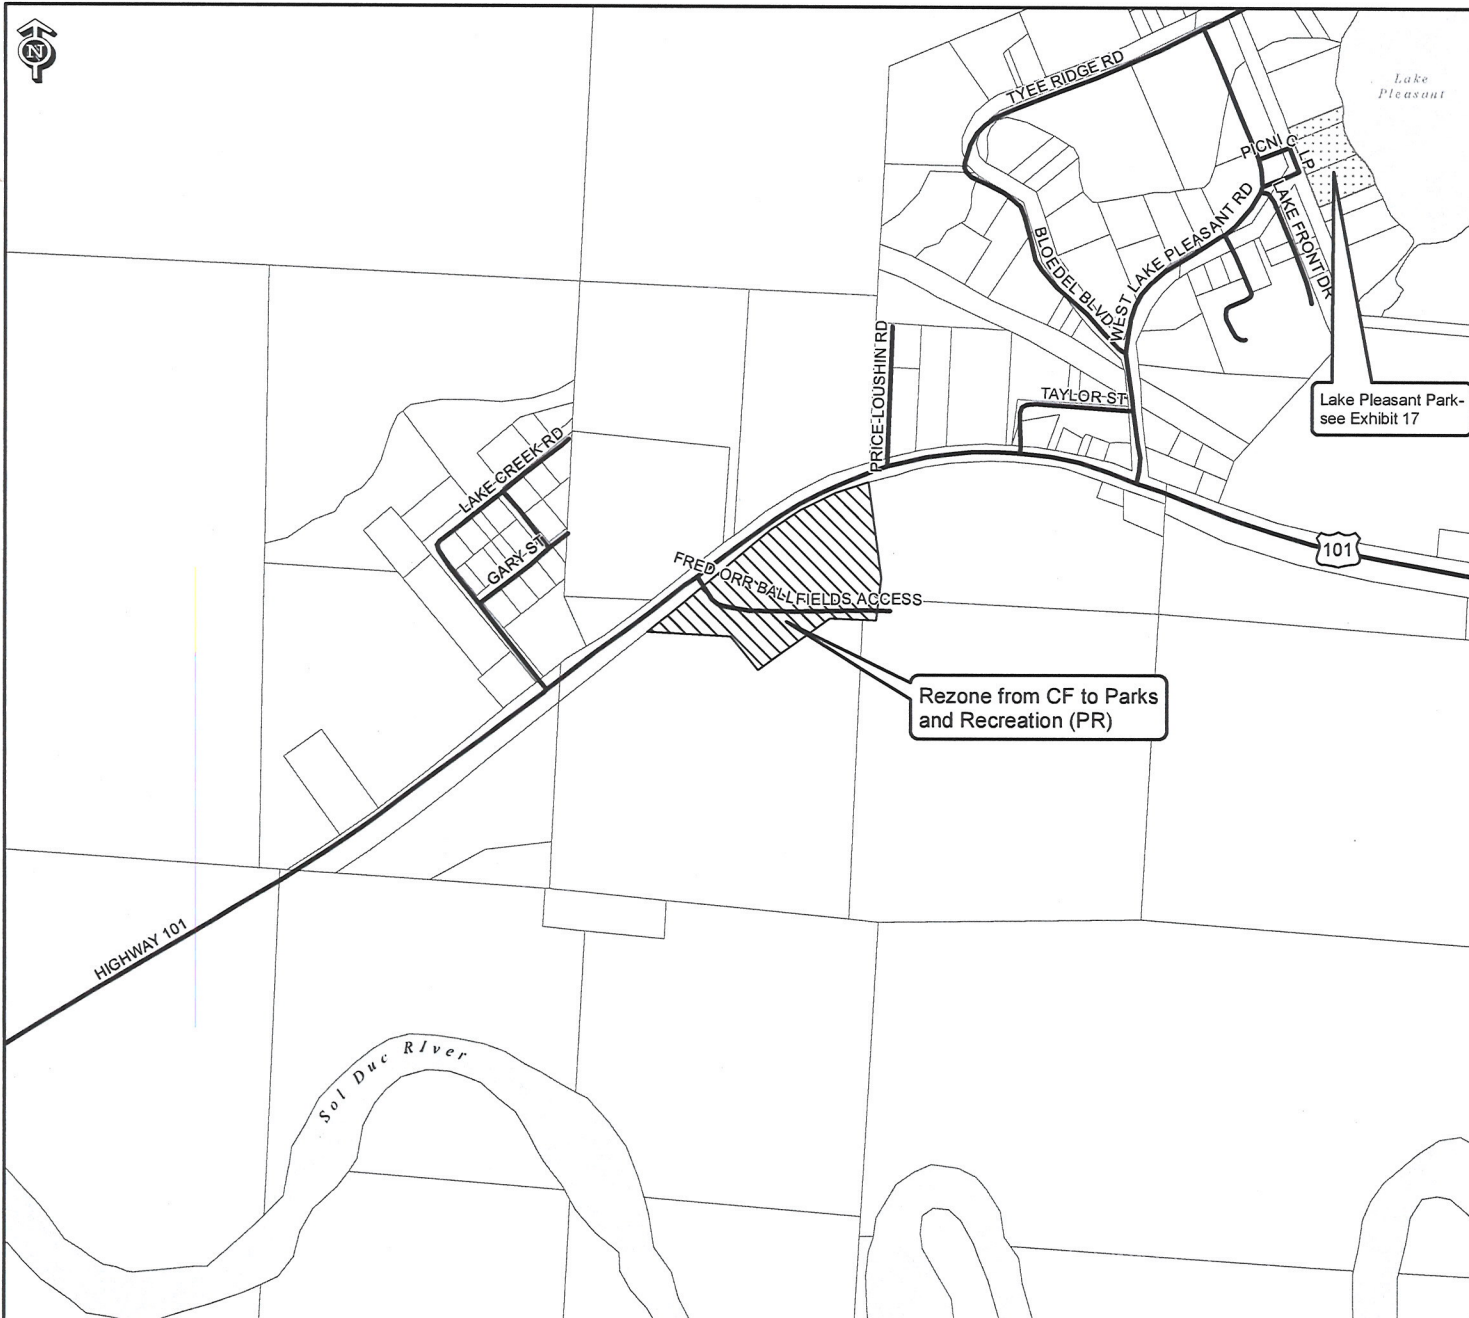 N
TYEE RIDGE RD
Lake
Pleasant
PICNIC LP
WEST LAKE PLEASANT RD
LAKE FRONT DR
BLOEDEL BLVD
PRICE-LOUSHIN RD
TAYLOR ST
Lake Pleasant Park-
see Exhibit 17
LAKE CREEK RD
GARY ST
101
FRED ORR BALLFIELDS ACCESS
Rezone from CF to Parks
and Recreation (PR)
HIGHWAY 101
Sol Duc RIver